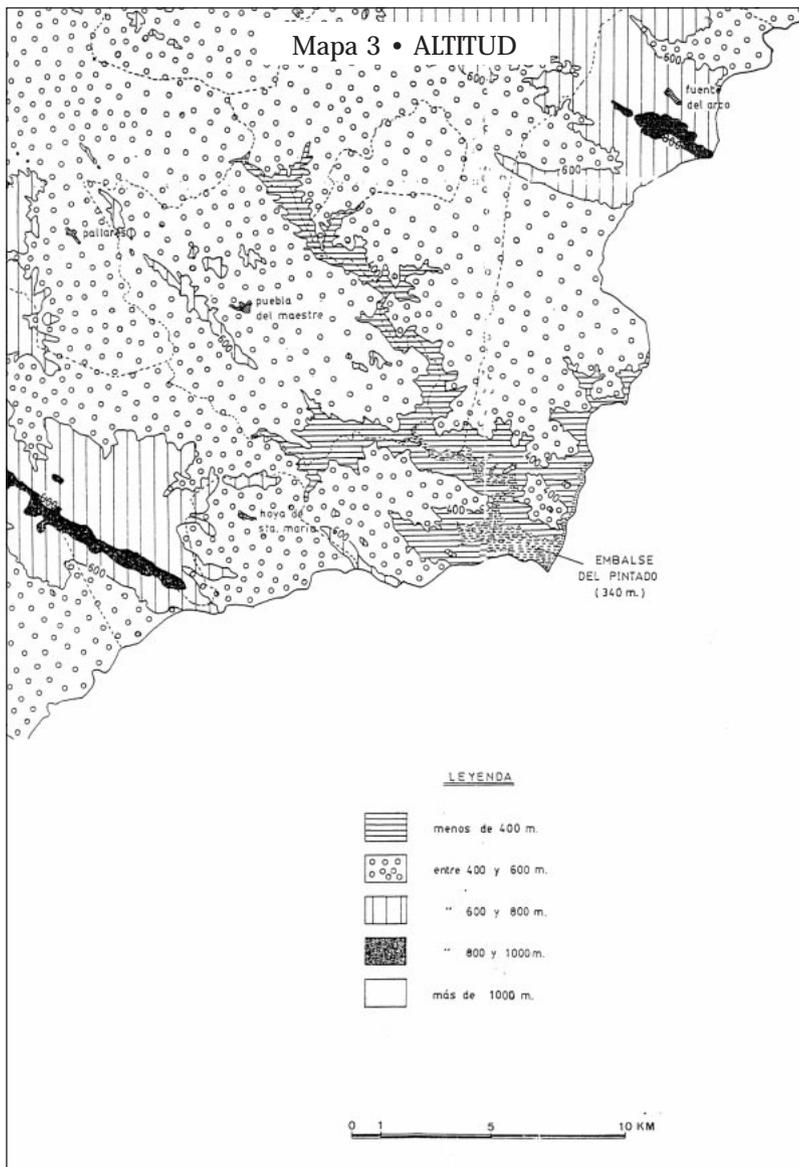 Mapa 3 • ALTITUD
600
600
fuente
del arco
600
pallares
puebla
del maestre
600
400
hoya de
sta. maria
600
600
EMBALSE
DEL PINTADO
(340 m.)
LEYENDA
menos de 400 m.
entre 400 y 600 m.
" 600 y 800 m.
" 800 y 1000 m.
más de 1000 m.
0 1 5 10 KM